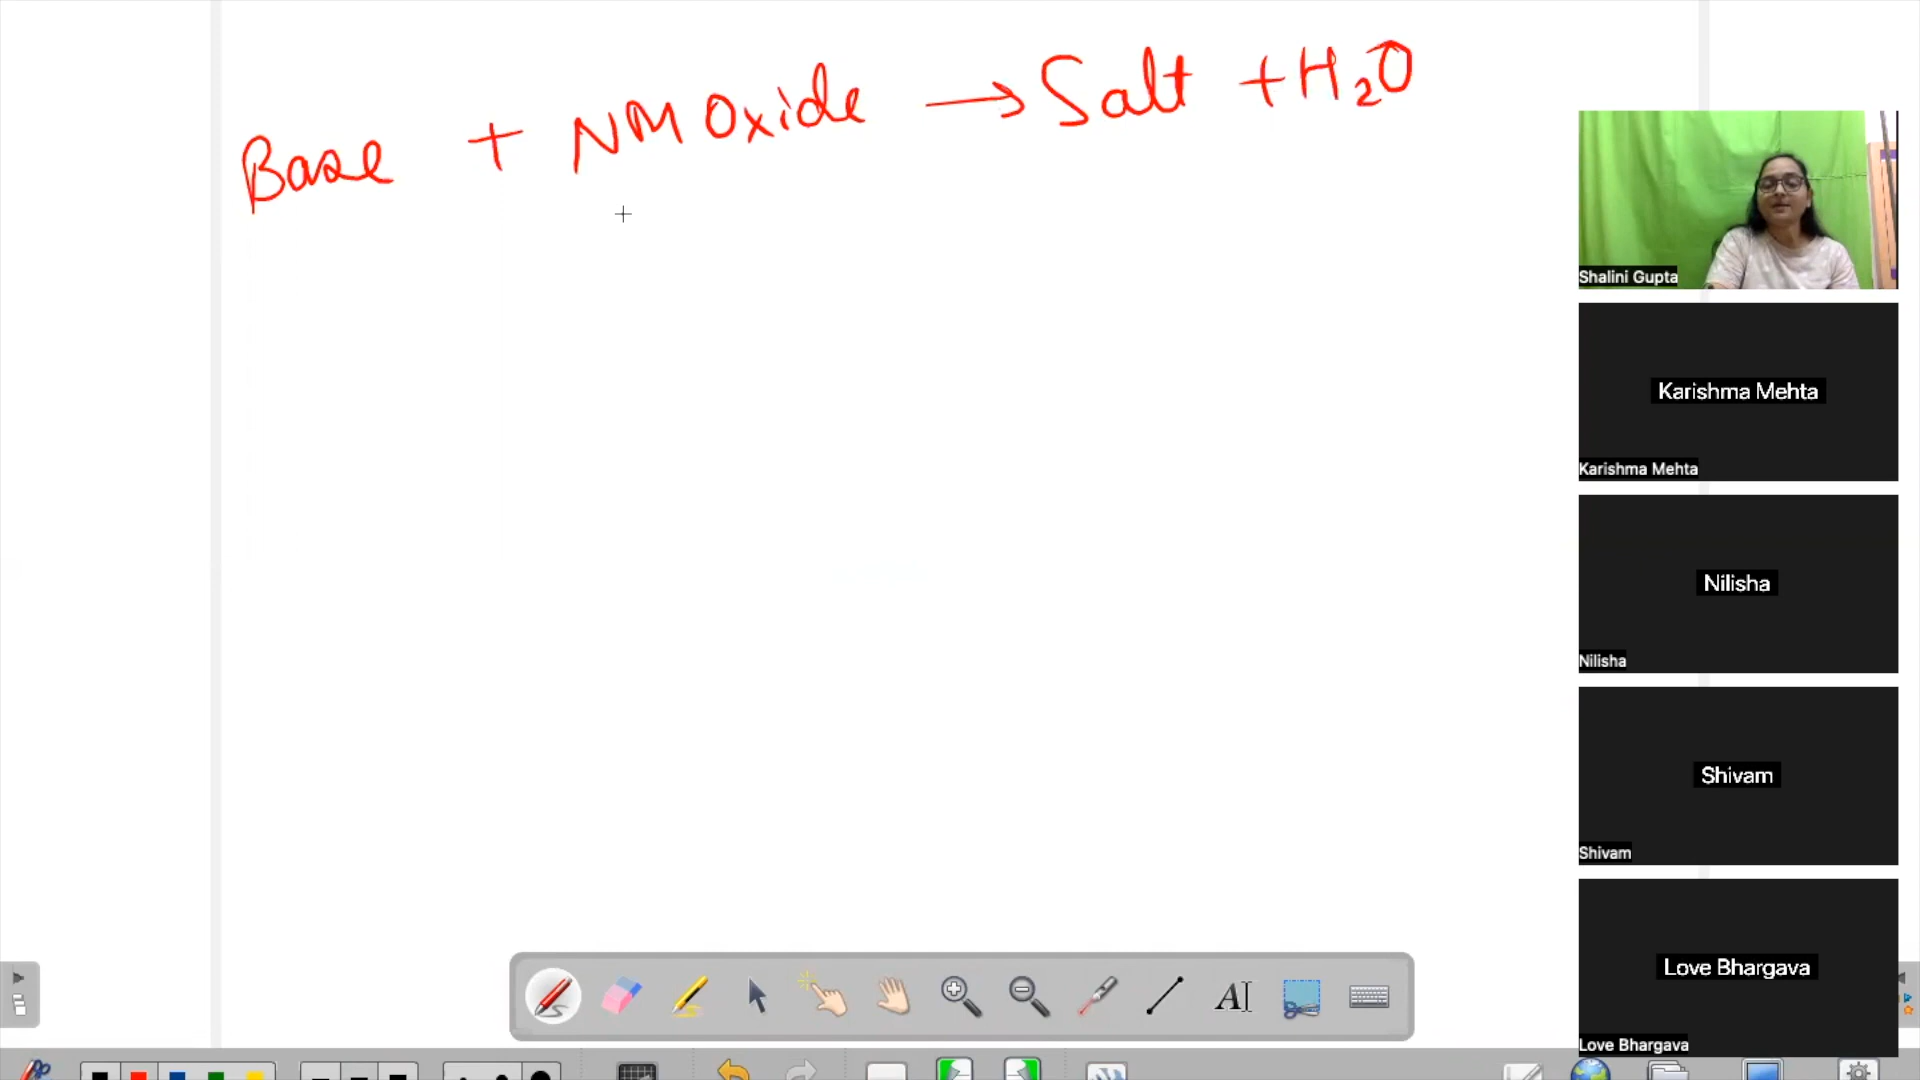 Base + NM Oxide → Salt + H₂O
Shalini Gupta
Karishma Mehta
Karishma Mehta
Nilisha
Nilisha
Shivam
Shivam
Love Bhargava
Love Bhargava